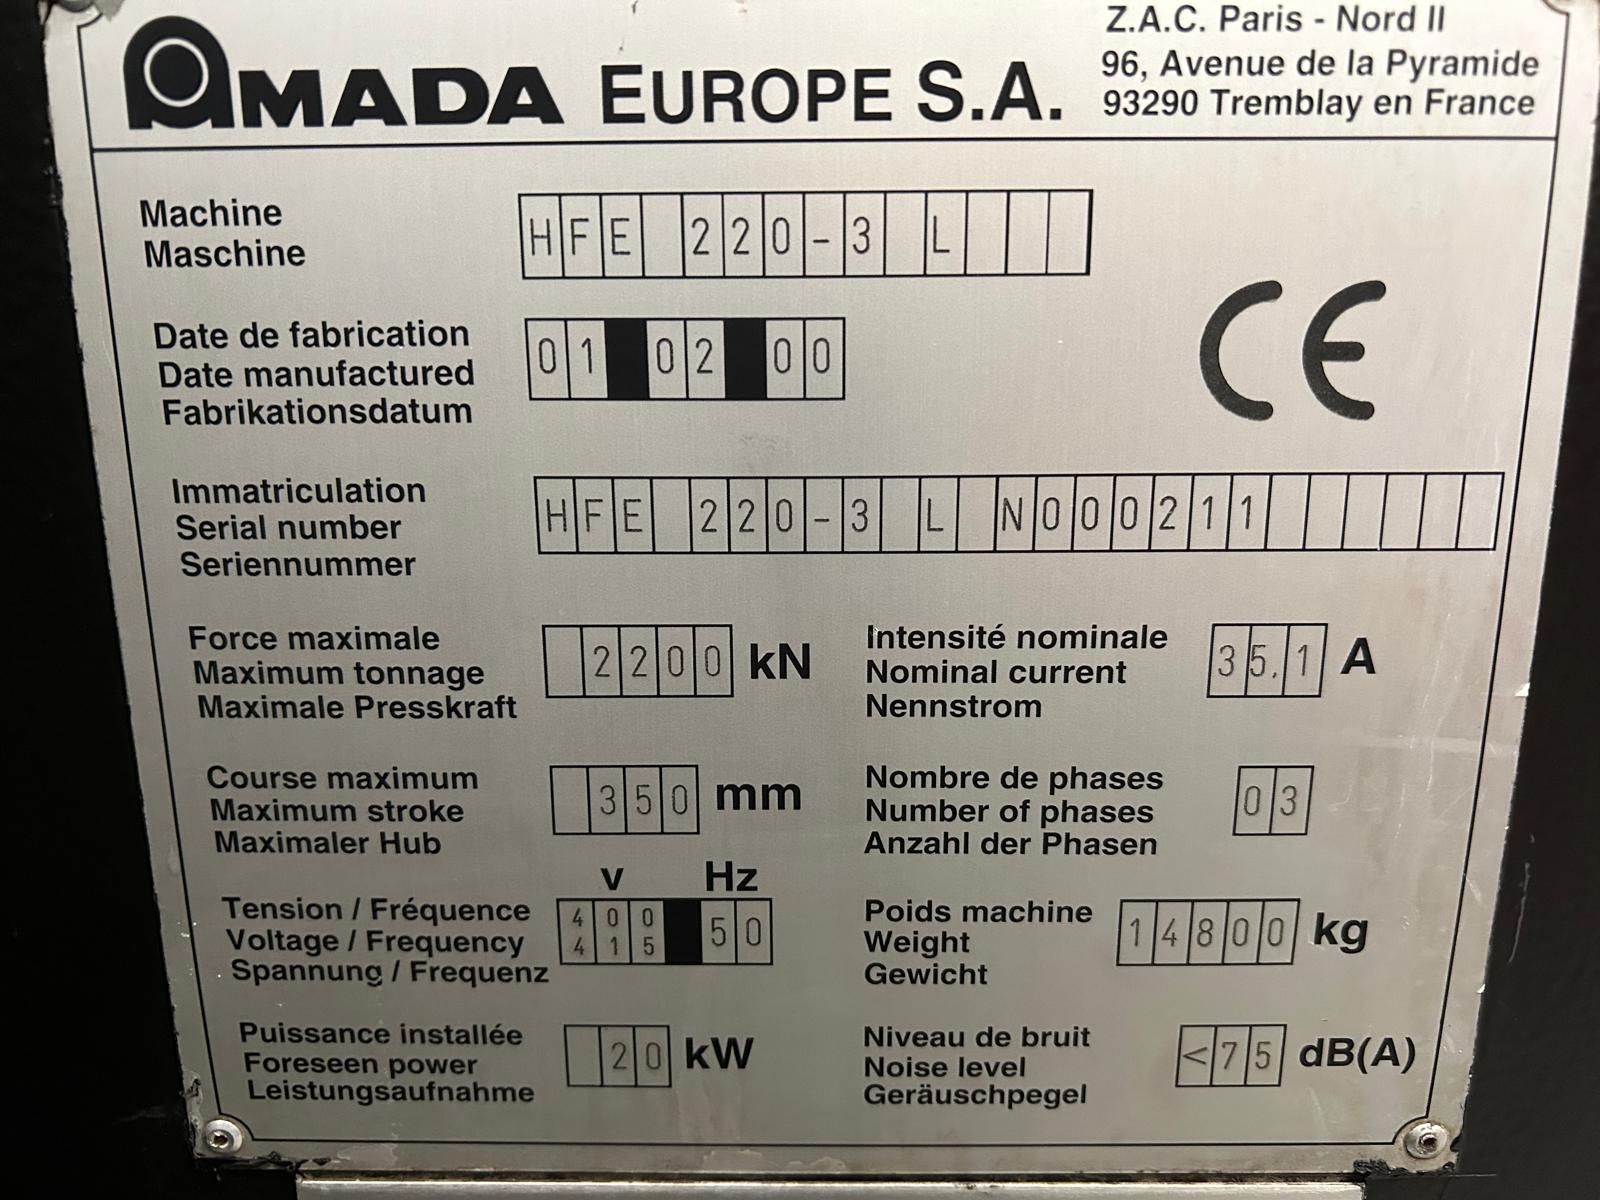 AMADA EUROPE S.A.
Z.A.C. Paris - Nord II
96, Avenue de la Pyramide
93290 Tremblay en France
Machine
Maschine
HFE 220-3 L
Date de fabrication
Date manufactured
Fabrikationsdatum
01 02 00
CE
Immatriculation
Serial number
Seriennummer
HFE 220-3 L N000211
Force maximale
Maximum tonnage
Maximale Presskraft
2200 kN
Intensité nominale
Nominal current
Nennstrom
35,1 A
Course maximum
Maximum stroke
Maximaler Hub
350 mm
Nombre de phases
Number of phases
Anzahl der Phasen
03
V Hz
Tension / Fréquence
Voltage / Frequency
Spannung / Frequenz
400
415
50
Poids machine
Weight
Gewicht
14800 kg
Puissance installée
Foreseen power
Leistungsaufnahme
20 kW
Niveau de bruit
Noise level
Geräuschpegel
<75 dB(A)